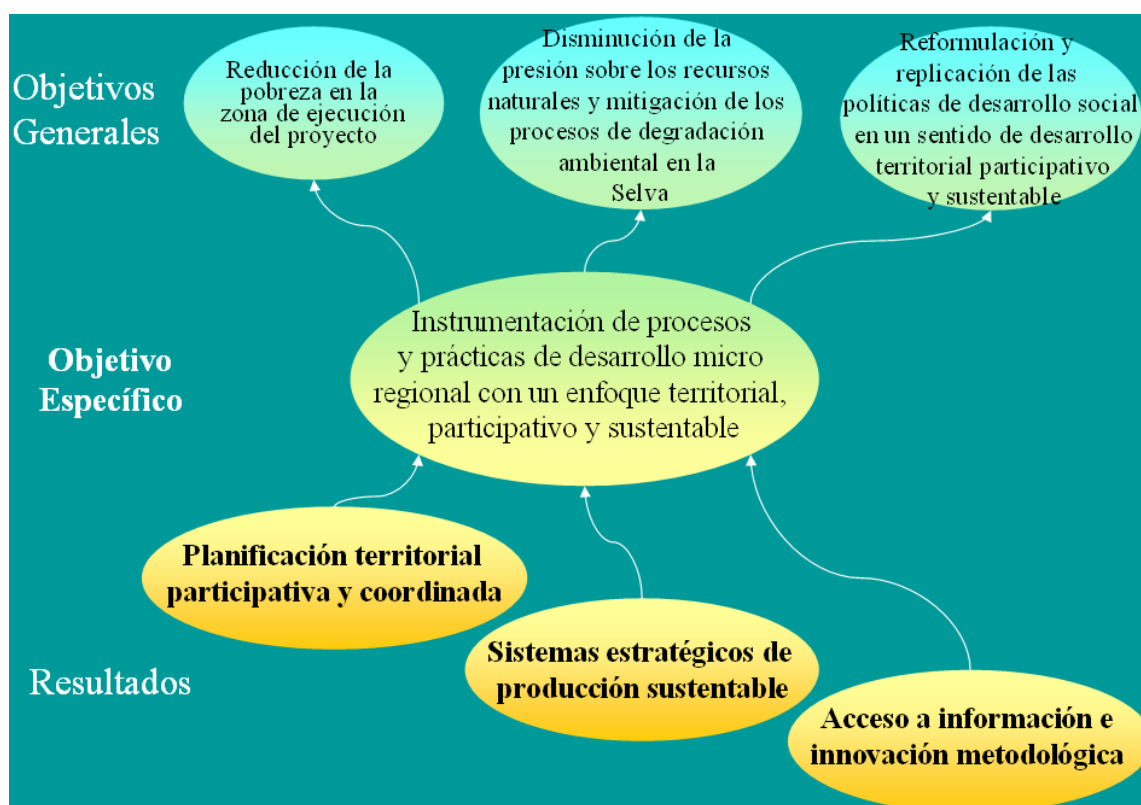 Objetivos
Generales
Reducción de la
pobreza en la
zona de ejecución
del proyecto
Disminución de la
presión sobre los recursos
naturales y mitigación de los
procesos de degradación
ambiental en la
Selva
Reformulación y
replicación de las
políticas de desarrollo social
en un sentido de desarrollo
territorial participativo
y sustentable
Objetivo
Específico
Instrumentación de procesos
y prácticas de desarrollo micro
regional con un enfoque territorial,
participativo y sustentable
Resultados
Planificación territorial
participativa y coordinada
Sistemas estratégicos de
producción sustentable
Acceso a información e
innovación metodológica